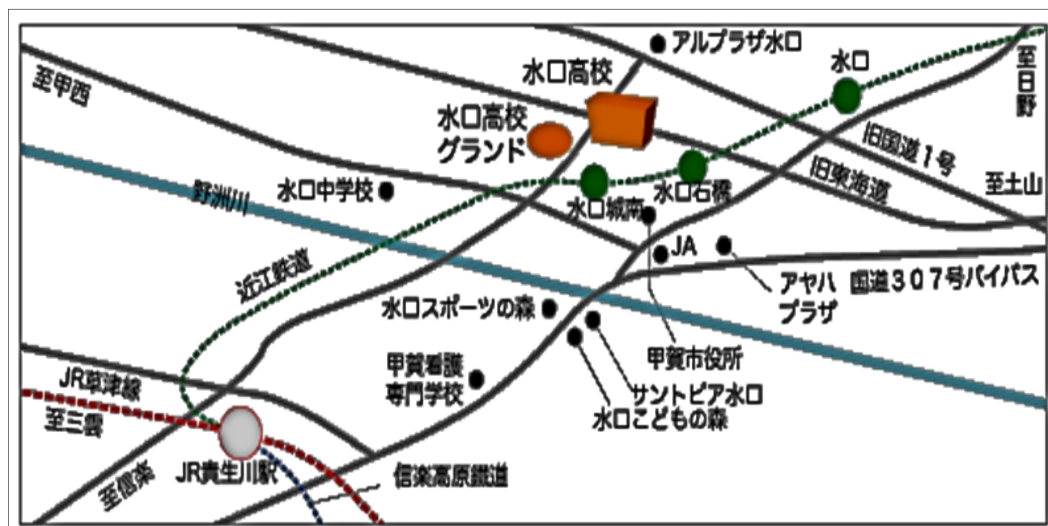 アルプラザ水口
水口
水口高校
至日野
至甲西
水口高校
グランド
旧国道1号
旧東海道
至土山
水口中学校
野洲川
水口城南
水口石橋
JA
近江鉄道
アヤハ
プラザ
国道307号バイパス
水口スポーツの森
甲賀市役所
甲賀看護
専門学校
サントピア水口
水口こどもの森
JR草津線
至三雲
JR貴生川駅
至信楽
信楽高原鐵道